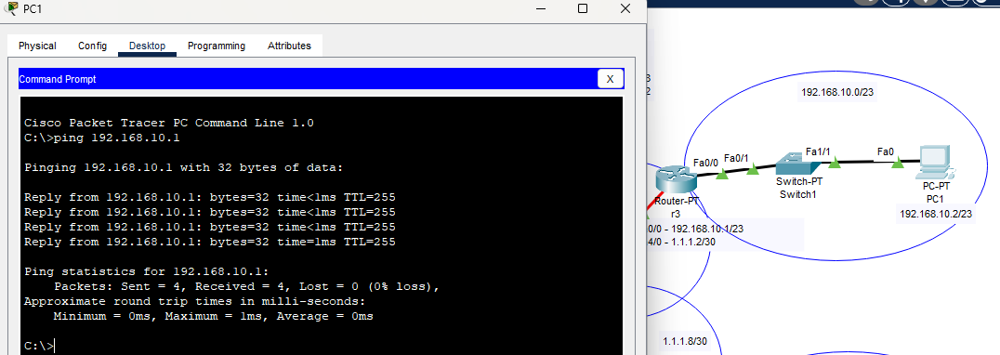 PC1
Physical Config Desktop Programming Attributes
Command Prompt
X
Cisco Packet Tracer PC Command Line 1.0
C:\>ping 192.168.10.1
Pinging 192.168.10.1 with 32 bytes of data:
Reply from 192.168.10.1: bytes=32 time<1ms TTL=255
Reply from 192.168.10.1: bytes=32 time<1ms TTL=255
Reply from 192.168.10.1: bytes=32 time<1ms TTL=255
Reply from 192.168.10.1: bytes=32 time=1ms TTL=255
Ping statistics for 192.168.10.1:
Packets: Sent = 4, Received = 4, Lost = 0 (0% loss),
Approximate round trip times in milli-seconds:
Minimum = 0ms, Maximum = 1ms, Average = 0ms
C:\>
2
192.168.10.0/23
Fa0/0 Fa0/1 Fa1/1 Fa0
Switch-PT
Switch1
PC-PT
PC1
192.168.10.2/23
Router-PT
r3
0/0 - 192.168.10.1/23
4/0 - 1.1.1.2/30
1.1.1.8/30